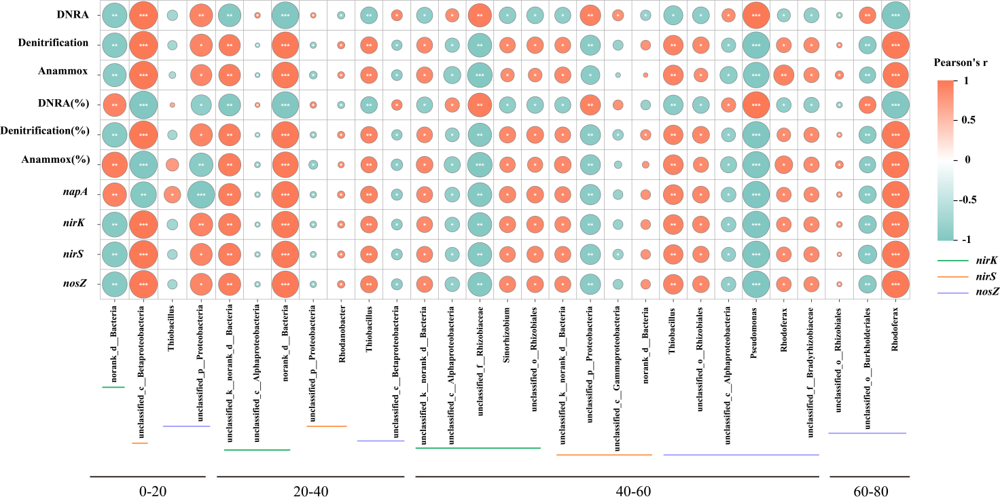 DNRA
Denitrification
Anammox
DNRA(%)
Denitrification(%)
Anammox(%)
napA
nirK
nirS
nosZ
Pearson's r
1
0.5
0
-0.5
-1
nirK
nirS
nosZ
norank_d__Bacteria
unclassified_c__Betaproteobacteria
Thiobacillus
unclassified_p__Proteobacteria
unclassified_k__norank_d__Bacteria
unclassified_c__Alphaproteobacteria
norank_d__Bacteria
unclassified_p__Proteobacteria
Rhodanobacter
Thiobacillus
unclassified_c__Betaproteobacteria
unclassified_k__norank_d__Bacteria
unclassified_c__Alphaproteobacteria
unclassified_f__Rhizobiaceae
Sinorhizobium
unclassified_o__Rhizobiales
unclassified_k__norank_d__Bacteria
unclassified_p__Proteobacteria
unclassified_c__Gammaproteobacteria
norank_d__Bacteria
Thiobacillus
unclassified_o__Rhizobiales
unclassified_c__Alphaproteobacteria
Pseudomonas
Rhodoferax
unclassified_f__Bradyrhizobiaceae
unclassified_o__Rhizobiales
unclassified_o__Burkholderiales
Rhodoferax
0-20
20-40
40-60
60-80